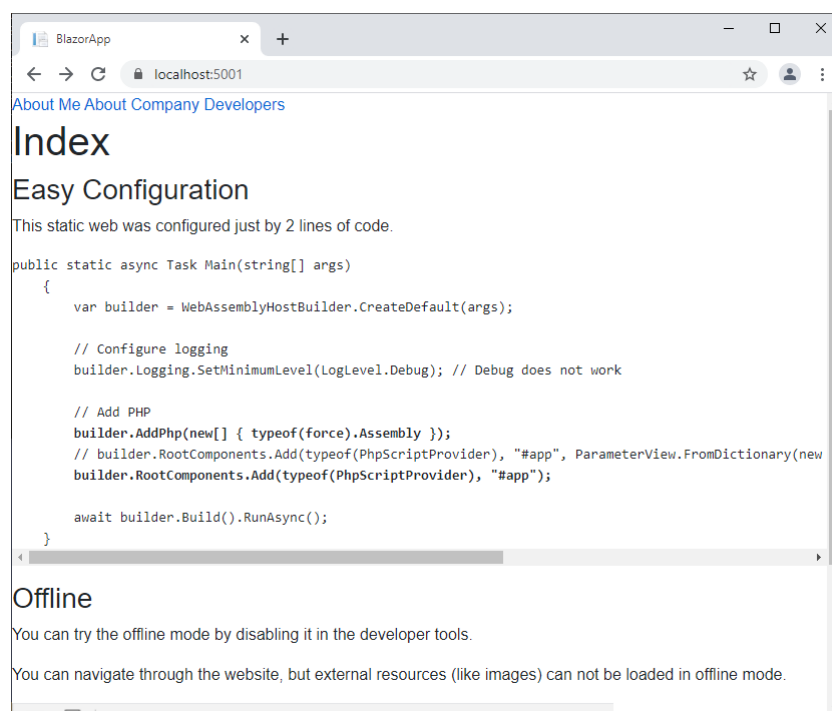 BlazorApp
localhost:5001
About Me About Company Developers
Index
Easy Configuration
This static web was configured just by 2 lines of code.
public static async Task Main(string[] args)
{
var builder = WebAssemblyHostBuilder.CreateDefault(args);
// Configure logging
builder.Logging.SetMinimumLevel(LogLevel.Debug); // Debug does not work
// Add PHP
builder.AddPhp(new[] { typeof(force).Assembly });
// builder.RootComponents.Add(typeof(PhpScriptProvider), "#app", ParameterView.FromDictionary(new
builder.RootComponents.Add(typeof(PhpScriptProvider), "#app");
await builder.Build().RunAsync();
}
Offline
You can try the offline mode by disabling it in the developer tools.
You can navigate through the website, but external resources (like images) can not be loaded in offline mode.